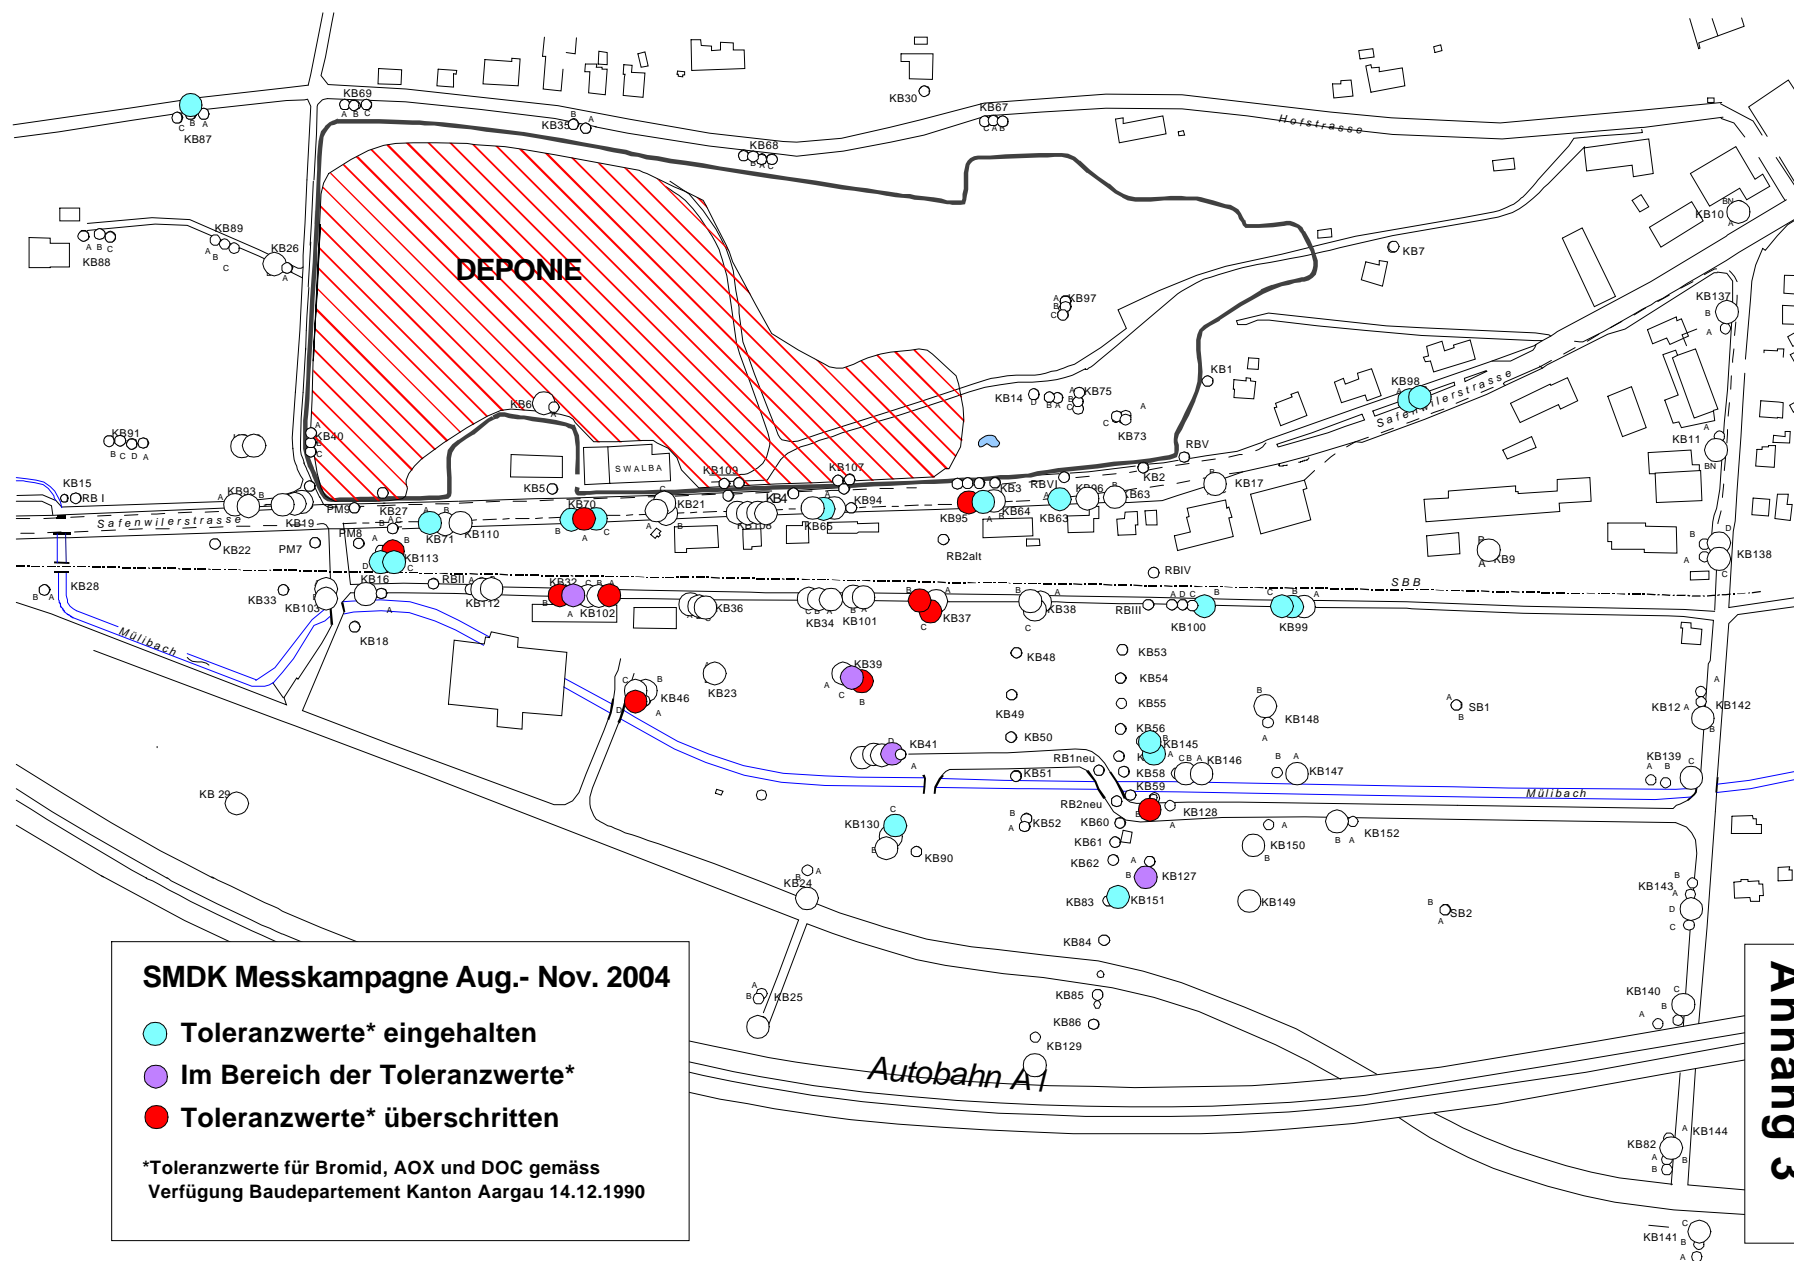 KB69
A B C
KB87
C B A
KB35
B A
KB68
B A C
KB30
KB67
C A B
Hofstrasse
KB10
BN
A
KB89
A B C
KB88
A B C
KB26
A
DEPONIE
KB7
KB97
A
B
C
KB137
B
A
KB1
KB98
A
KB14
D B A
KB75
A
B
C
KB73
A
C
Safenwilerstrasse
KB6
A
KB91
B C D A
KB40
A
B
C
KB11
BN
SWALBA
KB109
KB107
RBV
KB2
RBVI
KB17
B
KB15
RB I
KB93
B
KB19
PM9
KB27
B A C
KB5
KB70
B A C
KB21
C
A
B
KB4
KB108
KB65
KB94
KB95
KB3
KB64
A B
KB63
A
KB96
B
KB63
Safenwilerstrasse
KB22
PM7
PM8
A B
KB71
A B
KB110
KB113
D C
RB2alt
KB9
B
A
KB138
D
B
A
C
KB28
B A
KB33
KB103
KB16
A
RBII
KB112
A
KB32
B A
KB102
C B A
KB36
KB34
C B A
KB101
B A
KB37
B A
C
KB38
RBIV
SBB
RBIII
KB100
A D C B
KB99
C B A
Mülibach
KB18
KB23
KB46
C B
D A
KB39
A
C
B
KB48
KB53
KB54
KB49
KB55
KB50
KB56
KB148
B
A
SB1
A
B
KB12
A
A
KB142
B
KB41
D
A
KB145
B
A
RB1neu
KB51
KB58
KB146
C B A
KB147
B A
KB139
A B C
KB 29
KB59
RB2neu
KB128
B
A
Mülibach
KB130
C
B
KB52
B
A
KB60
KB152
B A
KB90
KB61
KB150
B
KB62
KB127
A
B
KB24
B A
KB83
KB151
KB149
SB2
B
A
KB143
B
A
D
C
KB84
KB25
A
B
KB85
KB86
KB140
C
B
A
KB129
Autobahn A1
KB82
A
B
KB144
A
B
KB141
C
B
A
SMDK Messkampagne Aug.- Nov. 2004
Toleranzwerte* eingehalten
Im Bereich der Toleranzwerte*
Toleranzwerte* überschritten
*Toleranzwerte für Bromid, AOX und DOC gemäss
Verfügung Baudepartement Kanton Aargau 14.12.1990
Anhang 3